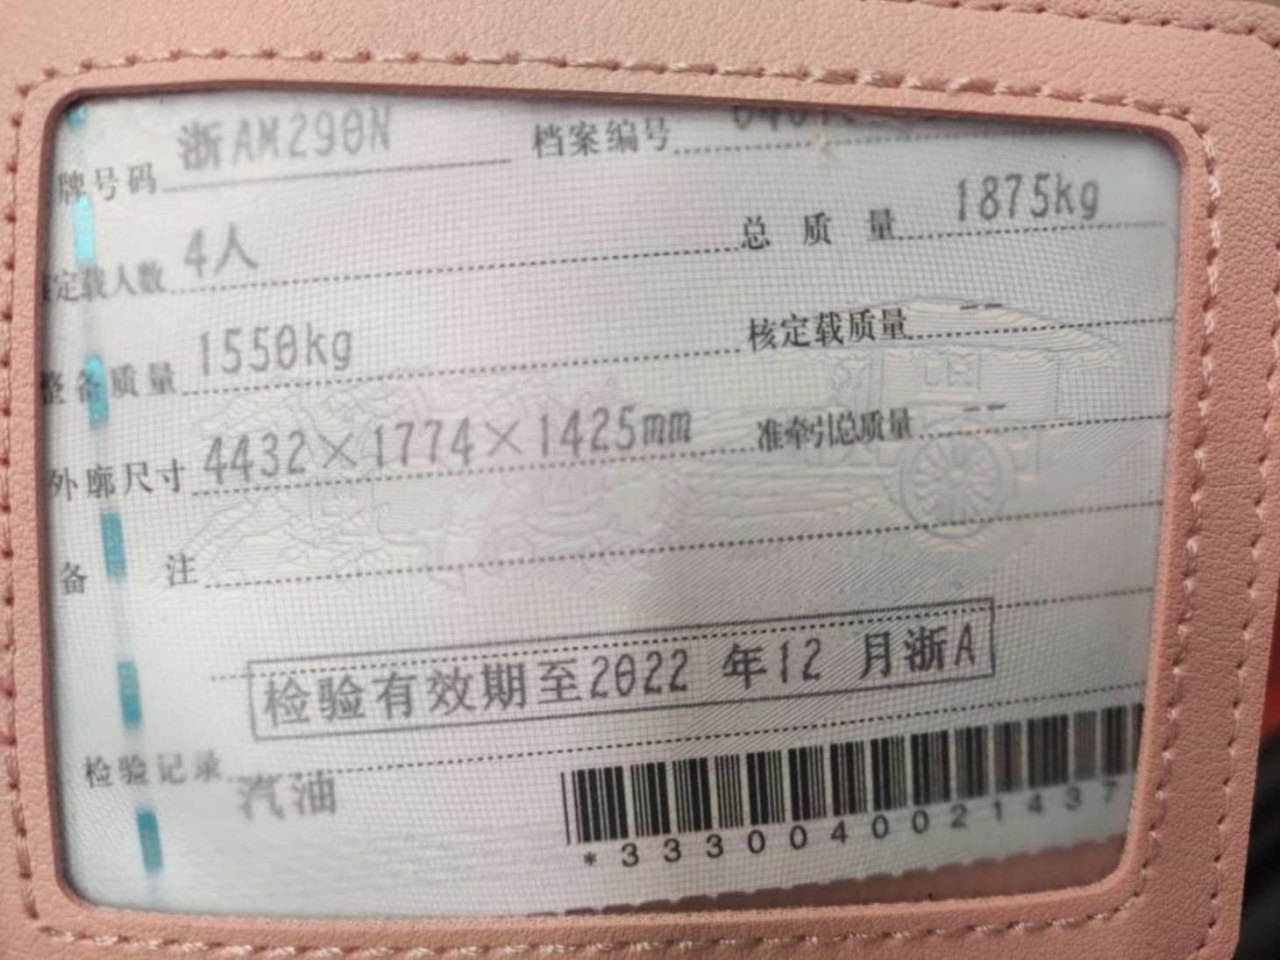 牌号码 浙AM290N 档案编号
定载人数 4人 总质量 1875kg
整备质量 1550kg 核定载质量 --
外廓尺寸 4432×1774×1425mm 准牵引总质量 --
备注
检验有效期至2022年12月浙A
检验记录
汽油
*3330040021437